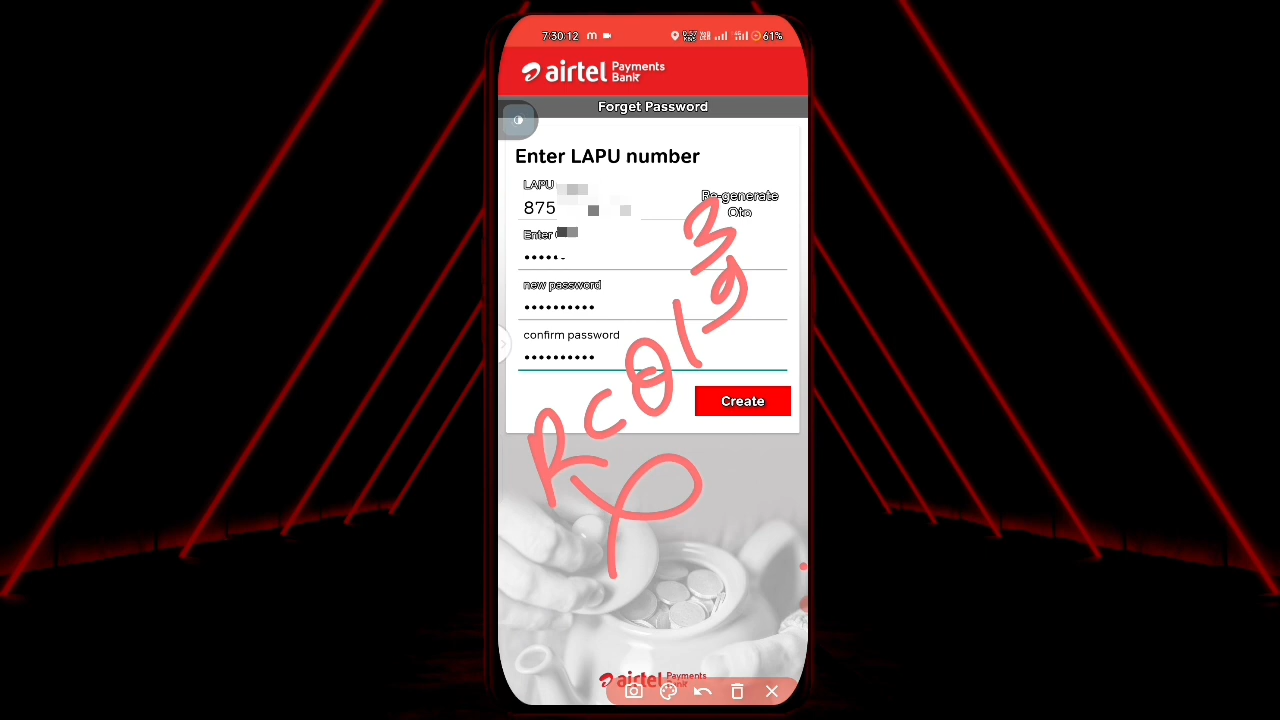 7:30:12 m 61%
airtel Payments Bank
Forget Password
Enter LAPU number
LAPU
Re-generate Otp
875
Enter
new password
confirm password
Create
airtel Payments Bank